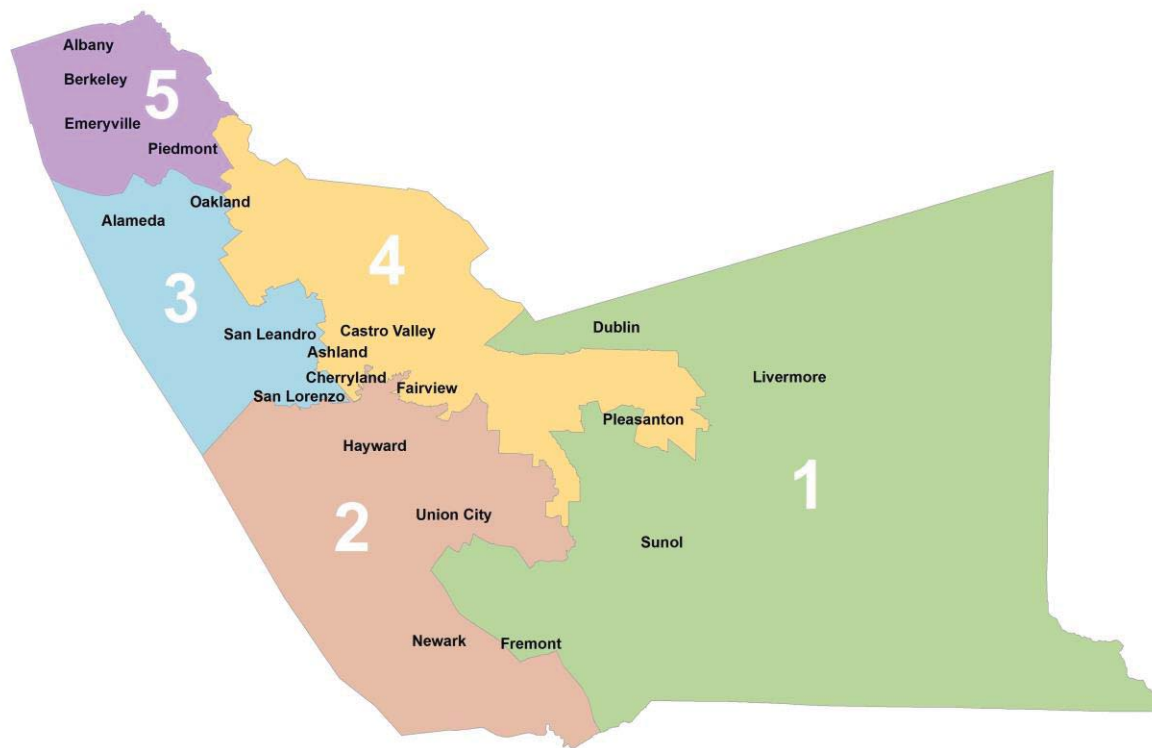 Albany
Berkeley
5
Emeryville
Piedmont
Oakland
Alameda
4
3
San Leandro
Castro Valley
Dublin
Ashland
Cherryland
Livermore
Fairview
San Lorenzo
Pleasanton
Hayward
1
Union City
2
Sunol
Newark
Fremont